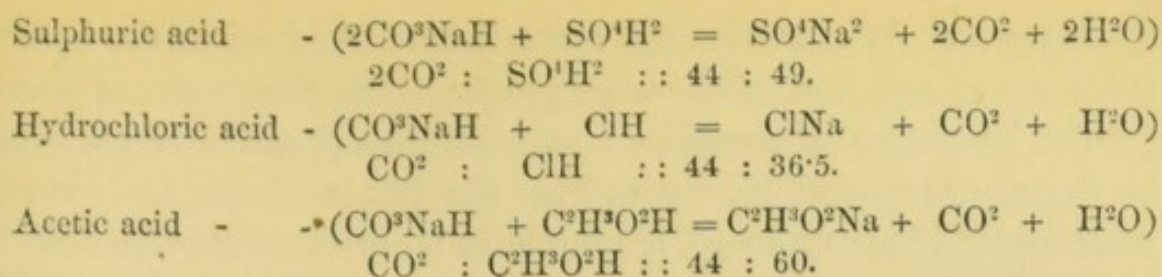 Sulphuric acid - (2CO³NaH + SO⁴H² = SO⁴Na² + 2CO² + 2H²O)
2CO² : SO⁴H² :: 44 : 49.
Hydrochloric acid - (CO³NaH + ClH = ClNa + CO² + H²O)
CO² : ClH :: 44 : 36·5.
Acetic acid - - (CO³NaH + C²H³O²H = C²H³O²Na + CO² + H²O)
CO² : C²H³O²H :: 44 : 60.